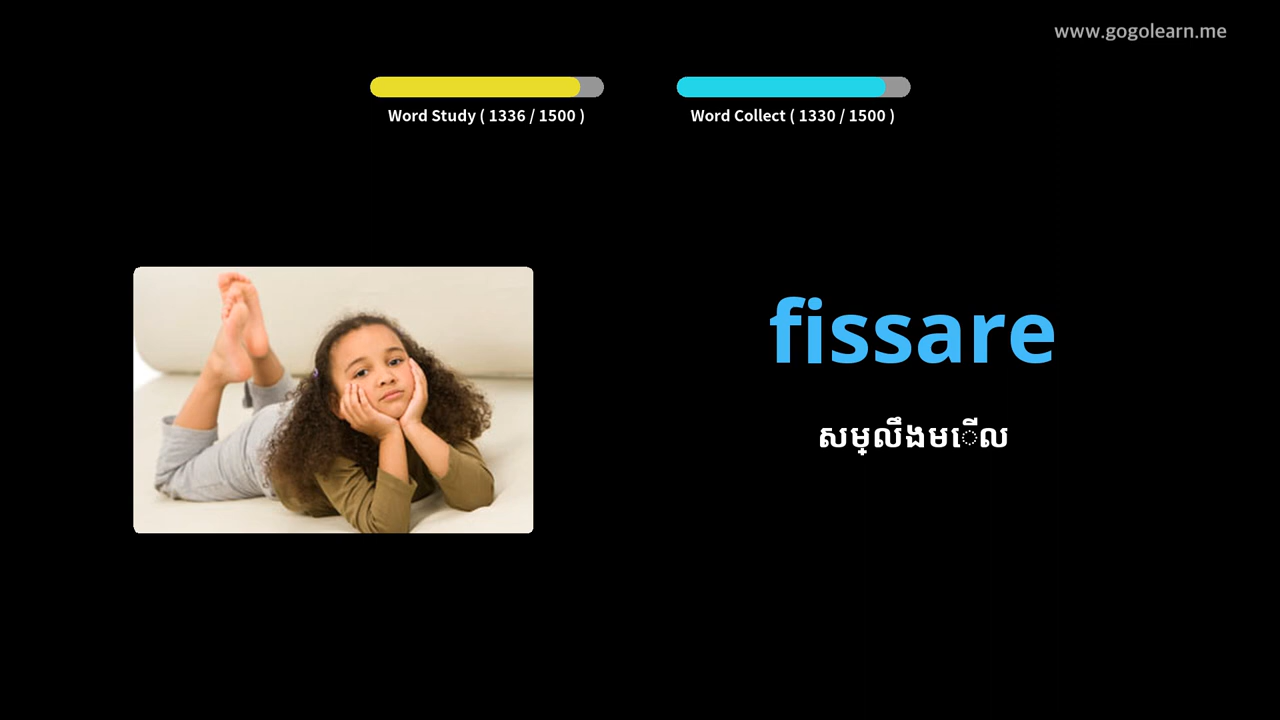 www.gogolearn.me
Word Study ( 1336 / 1500 )
Word Collect ( 1330 / 1500 )
fissare
សម្លឹងមើល